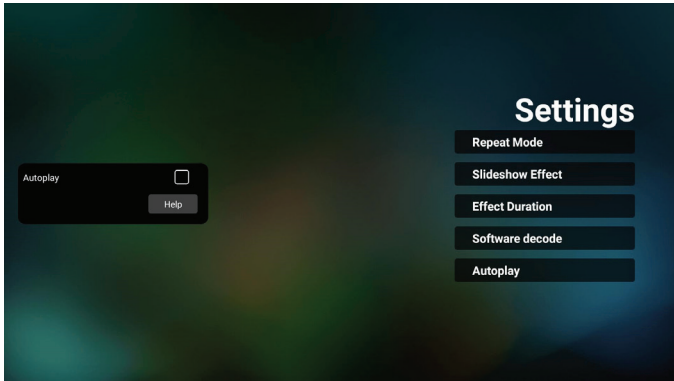 Settings
Repeat Mode
Slideshow Effect
Effect Duration
Software decode
Autoplay
Autoplay
Help